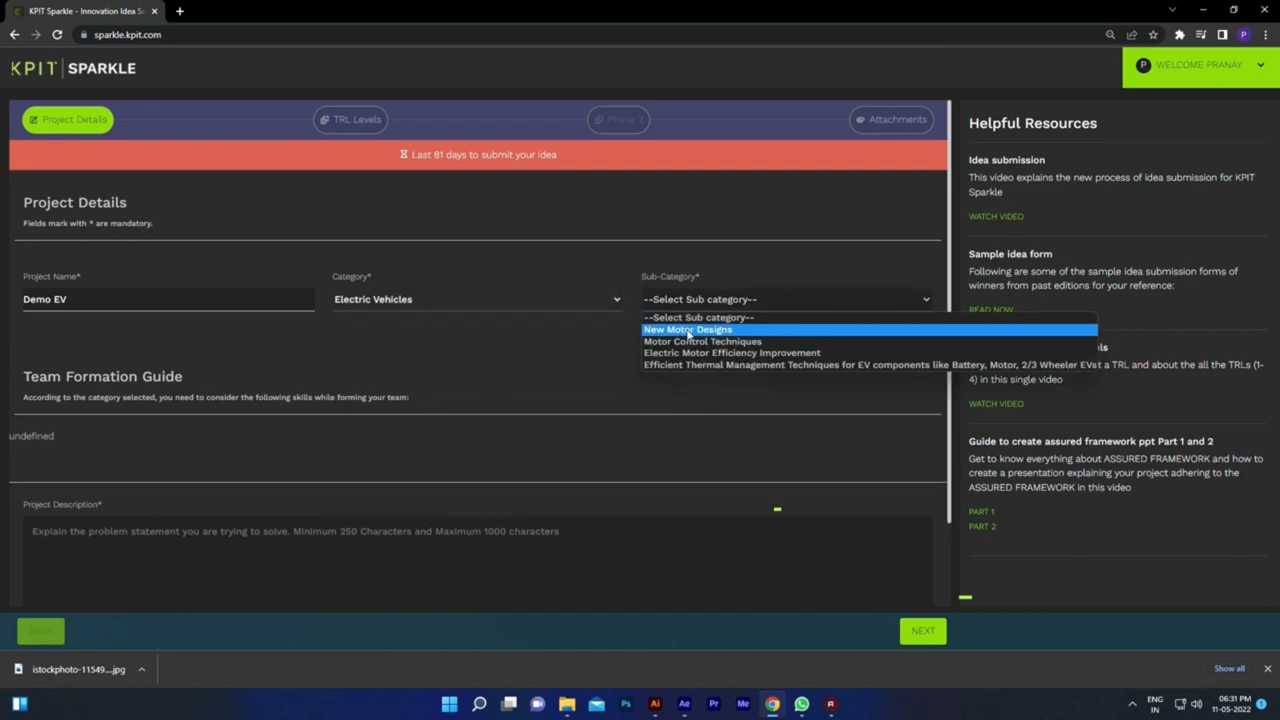 KPIT Sparkle - Innovation Idea S
sparkle.kpit.com
P
KPIT | SPARKLE
P WELCOME PRANAY
Project Details
TRL Levels
Phase 2
Attachments
Last 81 days to submit your idea
Project Details
Fields mark with * are mandatory.
Project Name*
Category*
Sub-Category*
Demo EV
Electric Vehicles
--Select Sub category--
--Select Sub category--
New Motor Designs
Motor Control Techniques
Electric Motor Efficiency Improvement
Efficient Thermal Management Techniques for EV components like Battery, Motor, 2/3 Wheeler EVs
Team Formation Guide
According to the category selected, you need to consider the following skills while forming your team:
undefined
Project Description*
Explain the problem statement you are trying to solve. Minimum 250 Characters and Maximum 1000 characters
BACK
NEXT
Helpful Resources
Idea submission
This video explains the new process of idea submission for KPIT
Sparkle
WATCH VIDEO
Sample idea form
Following are some of the sample idea submission forms of
winners from past editions for your reference:
READ NOW
els
t a TRL and about the all the TRLs (1-
4) in this single video
WATCH VIDEO
Guide to create assured framework ppt Part 1 and 2
Get to know everything about ASSURED FRAMEWORK and how to
create a presentation explaining your project adhering to the
ASSURED FRAMEWORK in this video
PART 1
PART 2
istockphoto-11549....jpg
Show all
Ps
Ai
Ae
Pr
Me
ENG
IN
06:31 PM
11-05-2022